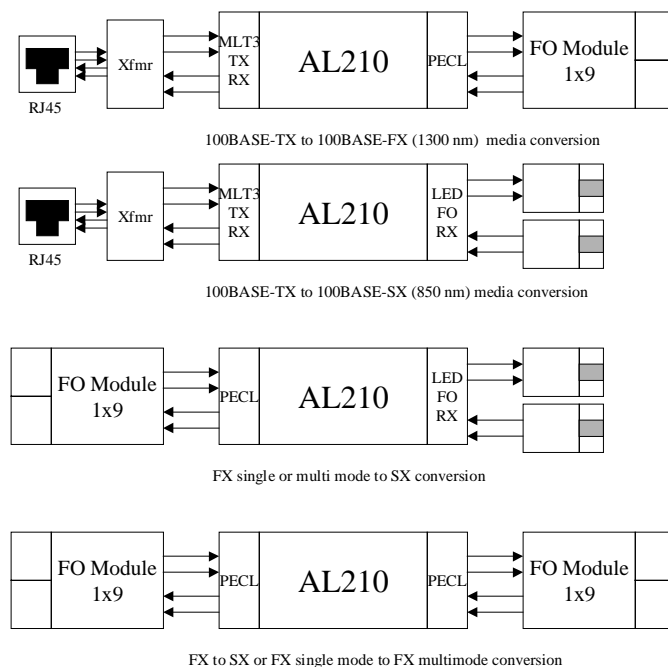 MLT3
TX
RX
AL210
PECL
FO Module
1x9
Xfmr
RJ45
100BASE-TX to 100BASE-FX (1300 nm) media conversion
MLT3
TX
RX
AL210
LED
FO
RX
Xfmr
RJ45
100BASE-TX to 100BASE-SX (850 nm) media conversion
FO Module
1x9
PECL
AL210
LED
FO
RX
FX single or multi mode to SX conversion
FO Module
1x9
PECL
AL210
PECL
FO Module
1x9
FX to SX or FX single mode to FX multimode conversion